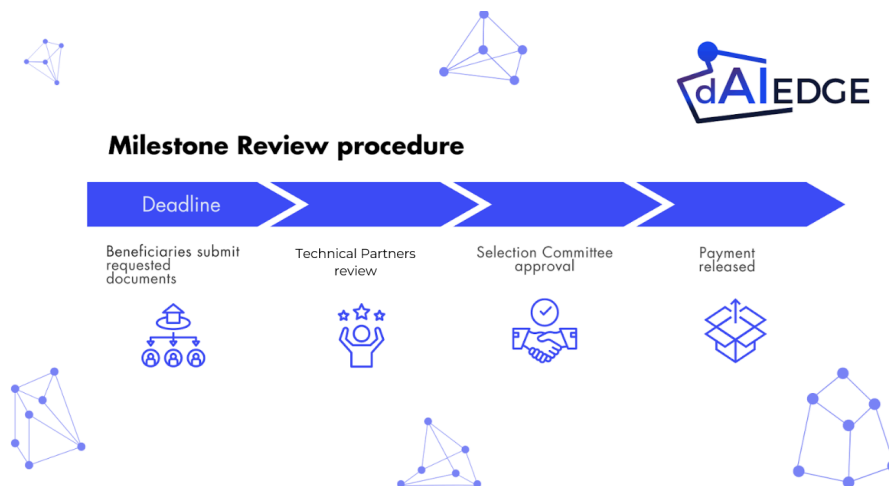 dAIEDGE
Milestone Review procedure
Deadline
Beneficiaries submit
requested
documents
Technical Partners
review
Selection Committee
approval
Payment
released